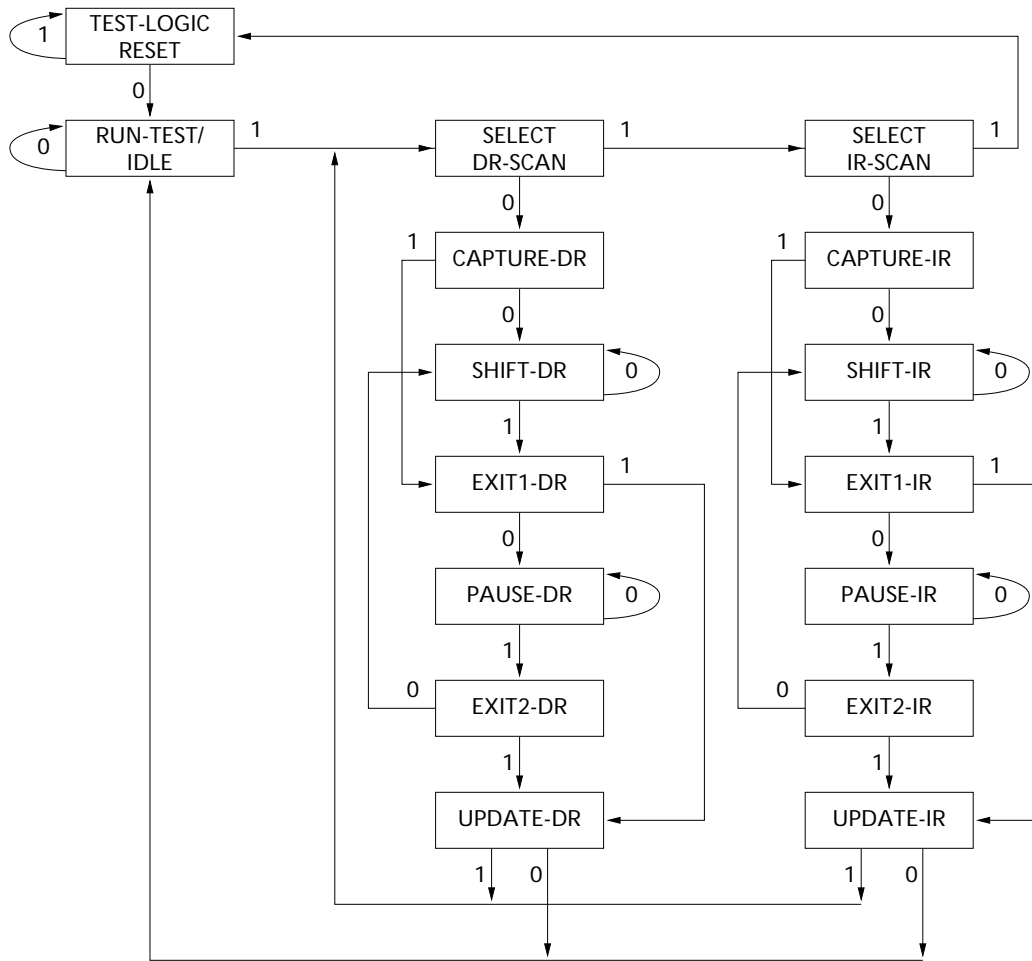 TEST-LOGIC
RESET
1
0
RUN-TEST/
IDLE
0
1
SELECT
DR-SCAN
1
SELECT
IR-SCAN
1
0
0
1
CAPTURE-DR
1
CAPTURE-IR
0
0
SHIFT-DR
0
SHIFT-IR
0
1
1
EXIT1-DR
1
EXIT1-IR
1
0
0
PAUSE-DR
0
PAUSE-IR
0
1
1
0
EXIT2-DR
0
EXIT2-IR
1
1
UPDATE-DR
UPDATE-IR
1
0
1
0